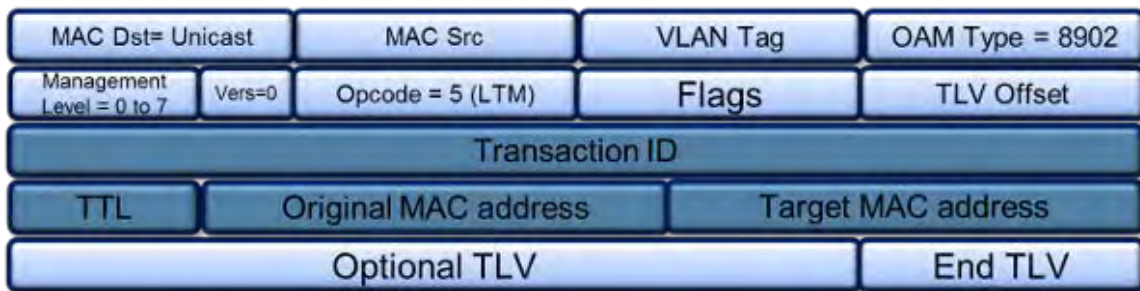 MAC Dst= Unicast MAC Src VLAN Tag OAM Type = 8902
Management
Level = 0 to 7 Vers=0 Opcode = 5 (LTM) Flags TLV Offset
Transaction ID
TTL Original MAC address Target MAC address
Optional TLV End TLV